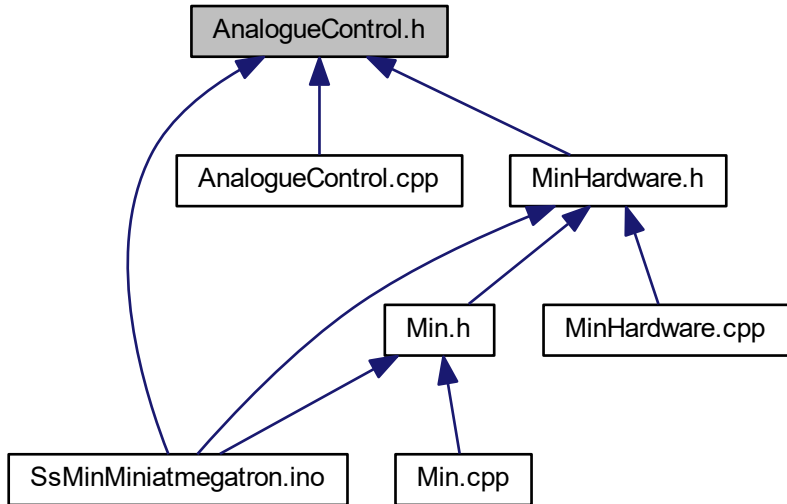 AnalogueControl.h
AnalogueControl.cpp
MinHardware.h
Min.h
MinHardware.cpp
SsMinMiniatmegatron.ino
Min.cpp